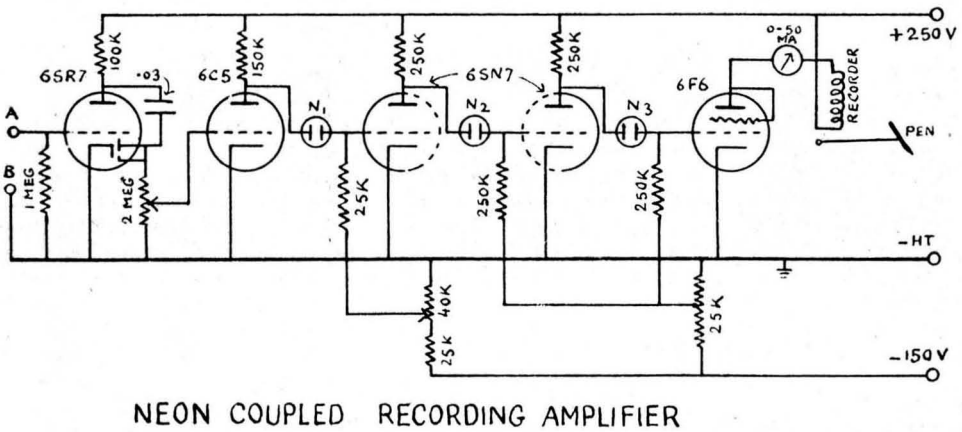 0-50
MA
+250V
100K
.03
6SR7
150K
6C5
250K
6SN7
250K
6F6
RECORDER
PEN
A
B
N1
N2
N3
1 MEG
2 MEG
25K
250K
250K
-HT
40K
25K
25K
-150V
NEON COUPLED RECORDING AMPLIFIER